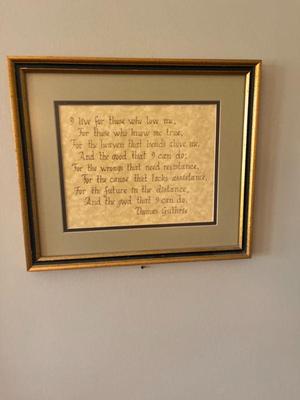 I live for those who love me,
For those who know me true,
For the heaven that bends above me,
And the good that I can do;
For the wrongs that need resistance,
For the cause that lacks assistance,
For the future in the distance,
And the good that I can do.
Thomas Guthrie